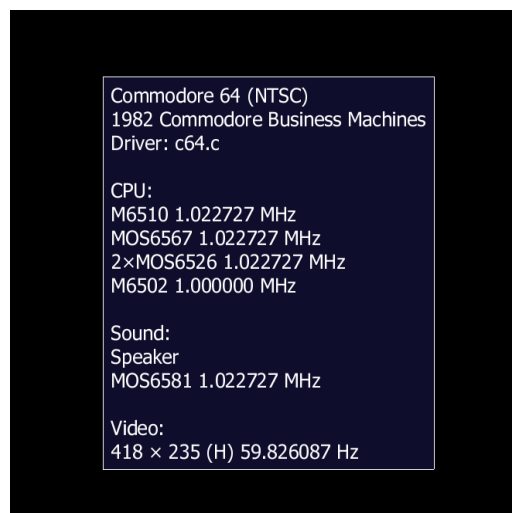 Commodore 64 (NTSC)
1982 Commodore Business Machines
Driver: c64.c
CPU:
M6510 1.022727 MHz
MOS6567 1.022727 MHz
2×MOS6526 1.022727 MHz
M6502 1.000000 MHz
Sound:
Speaker
MOS6581 1.022727 MHz
Video:
418 × 235 (H) 59.826087 Hz